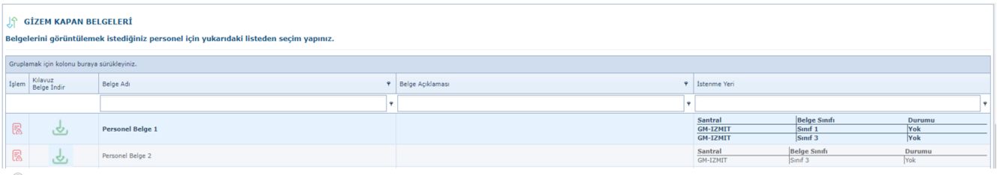 GİZEM KAPAN BELGELERİ
Belgelerini görüntülemek istediğiniz personel için yukarıdaki listeden seçim yapınız.
Gruplamak için kolonu buraya sürükleyiniz.
İşlem Kılavuz Belge İndir Belge Adı Belge Açıklaması İstenme Yeri
Santral Belge Sınıfı Durumu
Personel Belge 1 GM-IZMIT Sınıf 1 Yok
GM-IZMIT Sınıf 3 Yok
Santral Belge Sınıfı Durumu
Personel Belge 2 GM-IZMIT Sınıf 3 Yok